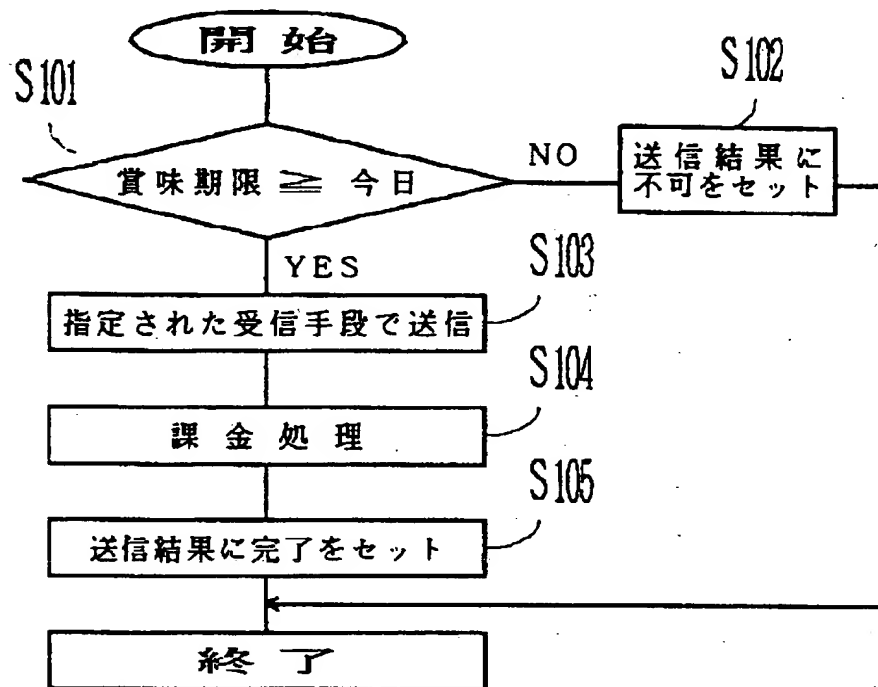 開始
S101
賞味期限 ≧ 今日
NO
S102
送信結果に
不可をセット
YES
S103
指定された受信手段で送信
S104
課金処理
S105
送信結果に完了をセット
終了